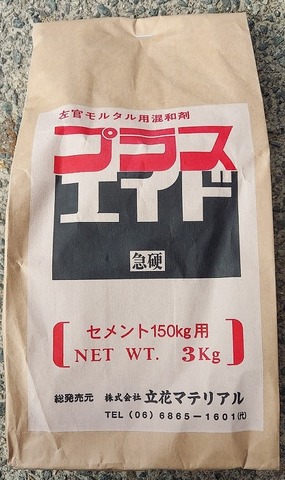 左官モルタル用混和剤
プラス
エイド
急硬
セメント150kg用
NET WT. 3Kg
総発売元 株式会社 立花マテリアル
TEL (06) 6865-1601(代)